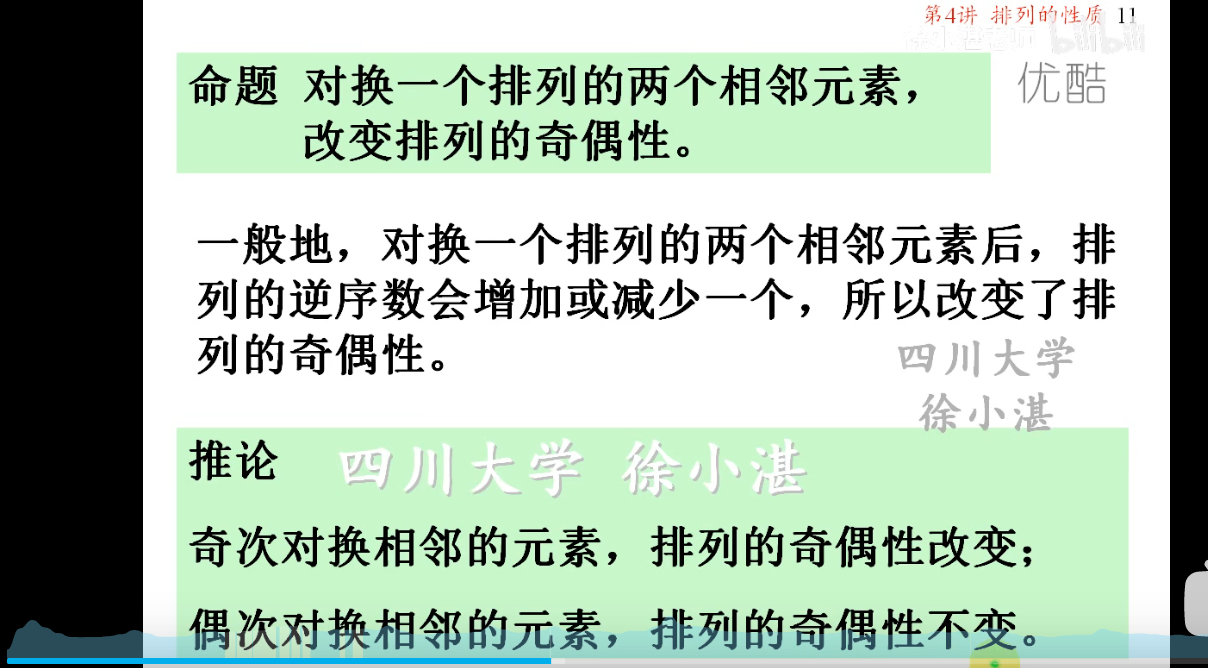 第4讲 排列的性质 11
bilibili
优酷
命题 对换一个排列的两个相邻元素，
改变排列的奇偶性。
一般地，对换一个排列的两个相邻元素后，排
列的逆序数会增加或减少一个，所以改变了排
列的奇偶性。
四川大学
徐小湛
推论 四川大学 徐小湛
奇次对换相邻的元素，排列的奇偶性改变；
偶次对换相邻的元素，排列的奇偶性不变。